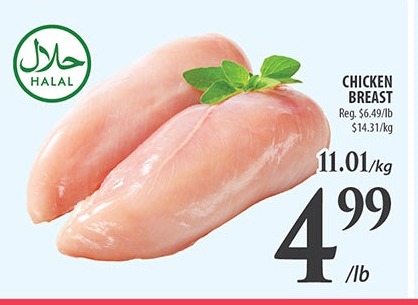 حلال
HALAL
CHICKEN
BREAST
Reg. $6.49/lb
$14.31/kg
11.01/kg
4.99
/lb